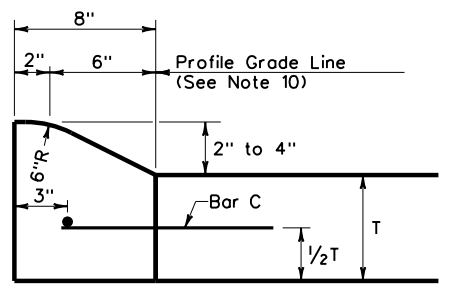 8"
2"
6"
Profile Grade Line
(See Note 10)
6"R
2" to 4"
3"
Bar C
T
½T